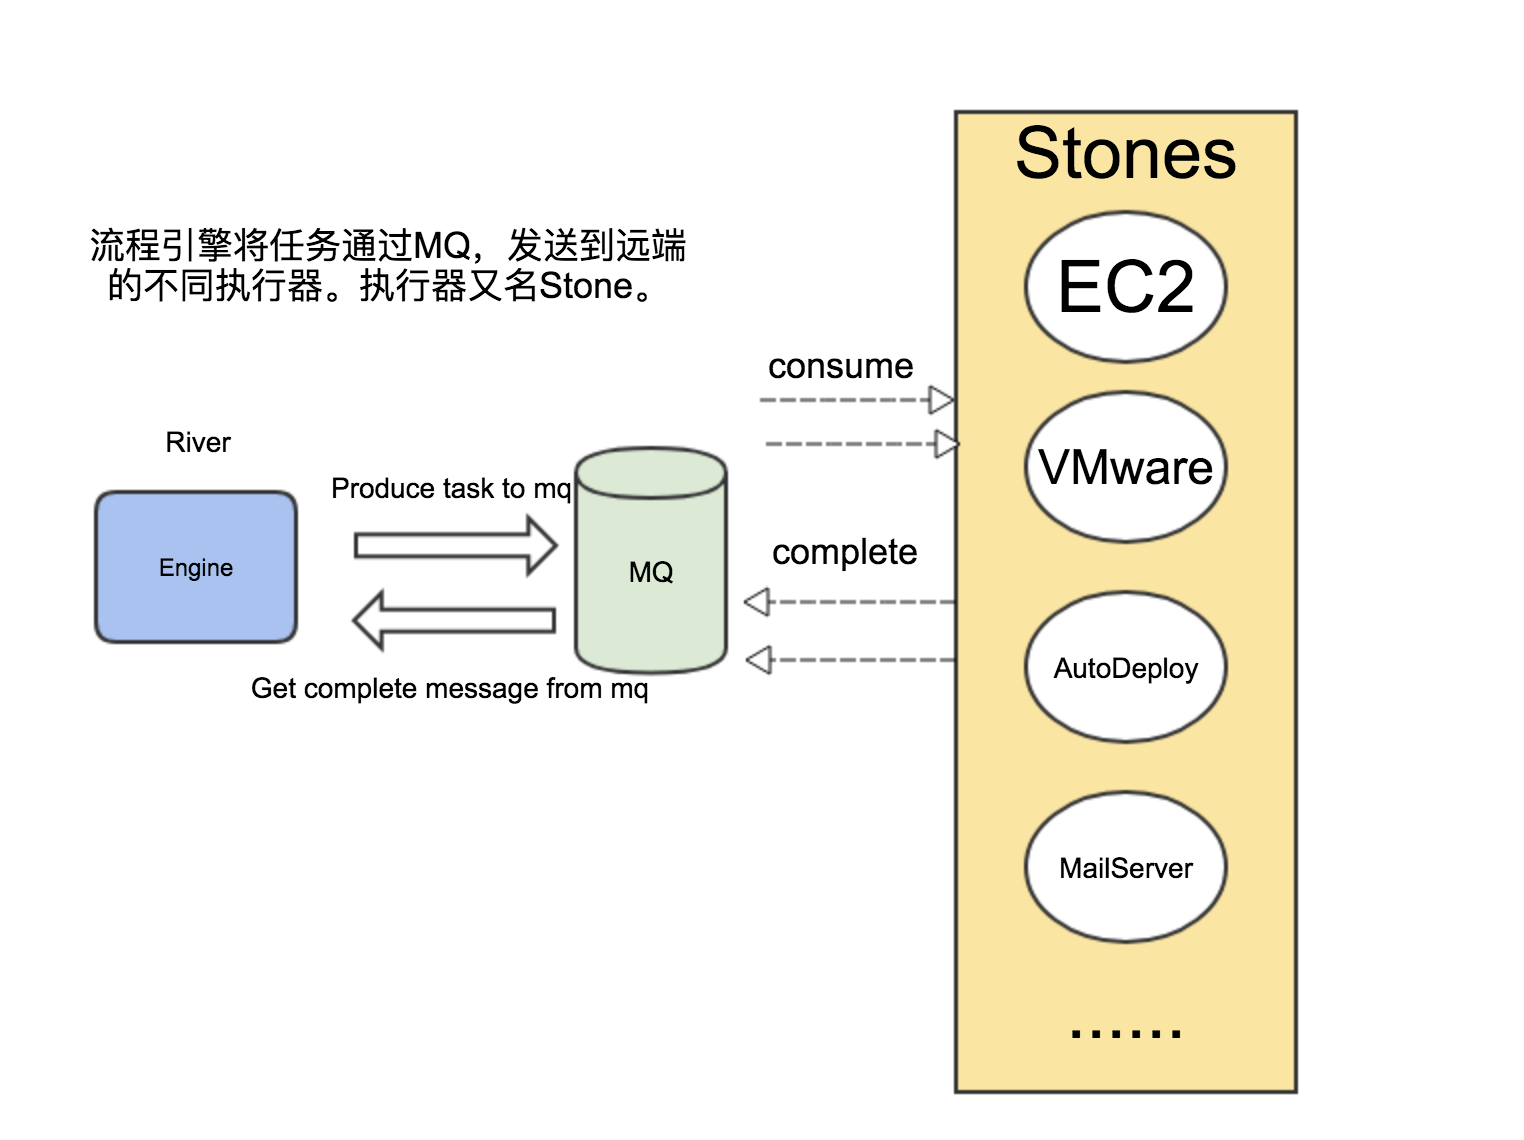 流程引擎将任务通过MQ，发送到远端
的不同执行器。执行器又名Stone。
River
Engine
Produce task to mq
Get complete message from mq
MQ
consume
complete
Stones
EC2
VMware
AutoDeploy
MailServer
......